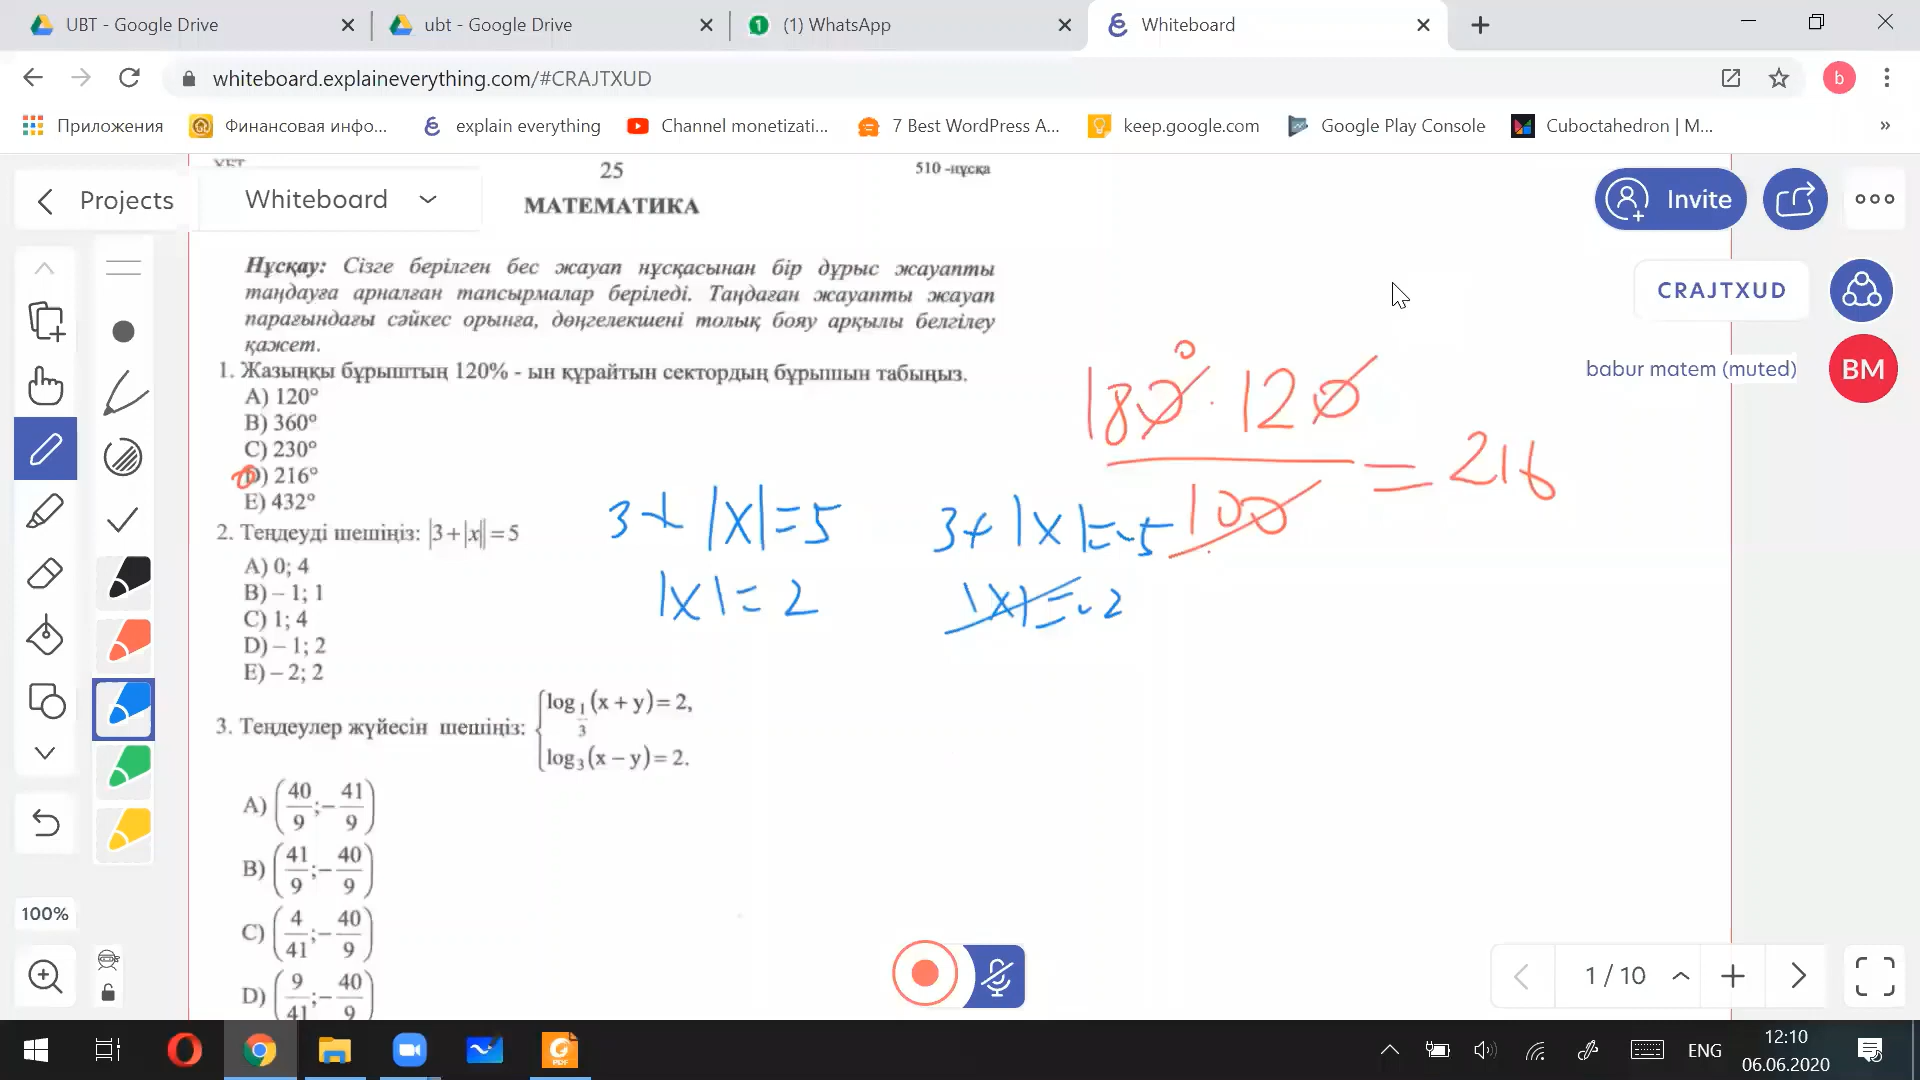 UBT - Google Drive
ubt - Google Drive
1
(1) WhatsApp
Whiteboard
whiteboard.explaineverything.com/#CRAJTXUD
b
Приложения
Финансовая инфо...
explain everything
Channel monetizati...
7 Best WordPress A...
keep.google.com
Google Play Console
Cuboctahedron | M...
25
510 -нұсқа
Projects
Whiteboard
МАТЕМАТИКА
Invite
Нұсқау: Сізге берілген бес жауап нұсқасынан бір дұрыс жауапты
таңдауға арналған тапсырмалар беріледі. Таңдаған жауапты жауап
парағындағы сәйкес орынға, дөңгелекшені толық бояу арқылы белгілеу
қажет.
CRAJTXUD
babur matem (muted)
BM
1. Жазыңқы бұрыштың 120% - ын құрайтын сектордың бұрышын табыңыз.
A) 120°
B) 360°
C) 230°
D) 216°
E) 432°
180 · 120
0
100
= 216
2. Теңдеуді шешіңіз: |3+|x||=5
A) 0; 4
B) – 1; 1
C) 1; 4
D) – 1; 2
E) – 2; 2
3+ |x|=5
|x|= 2
3+ |x|=-5
|x|=-2
3. Теңдеулер жүйесін шешіңіз: { log 1/3 (x + y) = 2,
log3 (x – y) = 2.
A) (40/9; – 41/9)
B) (41/9; – 40/9)
C) (4/41; – 40/9)
D) (9/41; – 40/9)
100%
1 / 10
PDF
ENG
12:10
06.06.2020